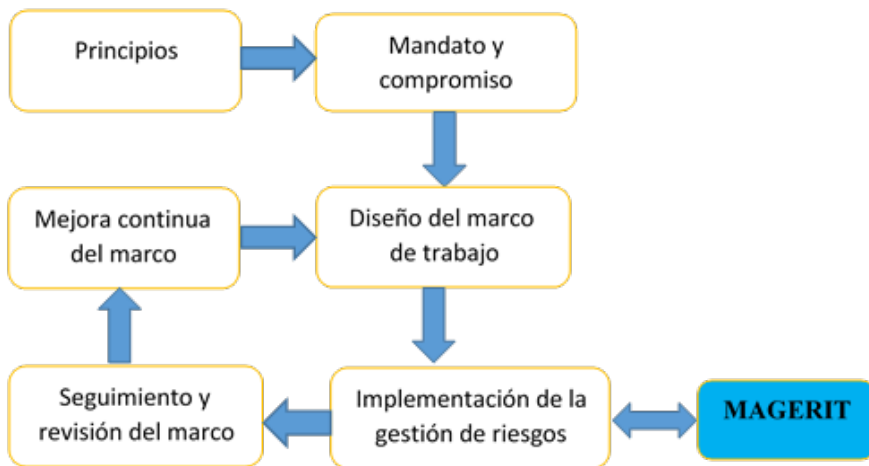 Principios
Mandato y
compromiso
Mejora continua
del marco
Diseño del marco
de trabajo
Seguimiento y
revisión del marco
Implementación de la
gestión de riesgos
MAGERIT